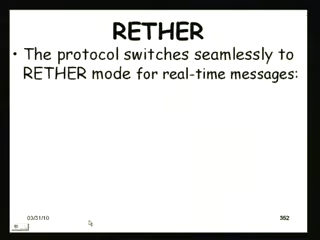 RETHER
• The protocol switches seamlessly to
RETHER mode for real-time messages:
03/31/10
352